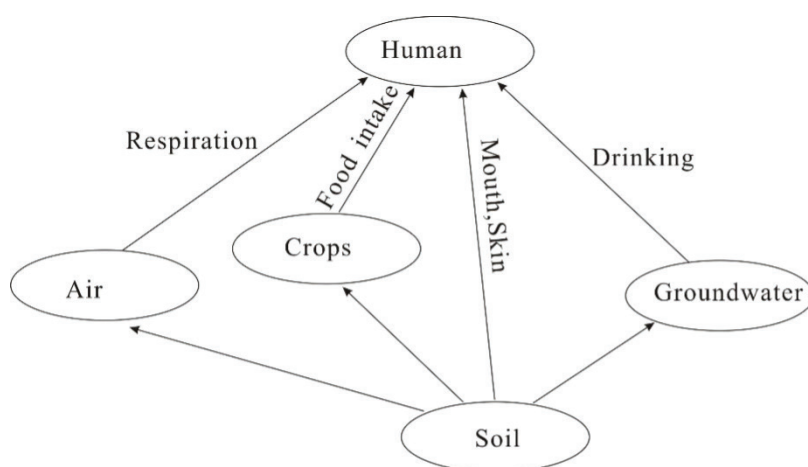 Human
Respiration
Food intake
Mouth,Skin
Drinking
Crops
Air
Groundwater
Soil